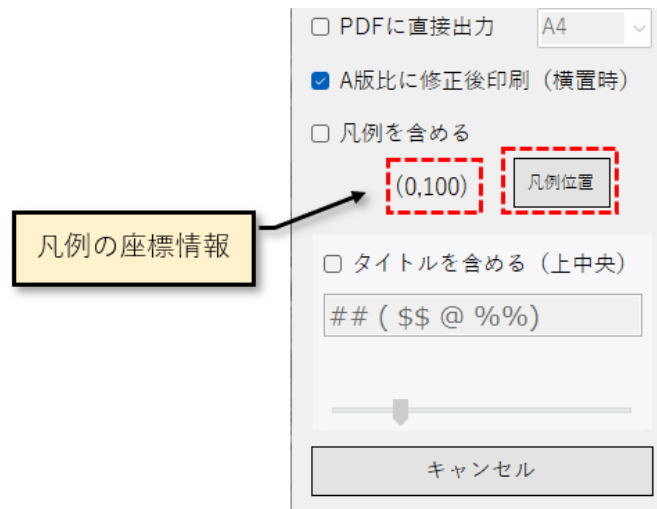 PDFに直接出力 A4
A版比に修正後印刷（横置時）
凡例を含める
(0,100) 凡例位置
凡例の座標情報
タイトルを含める（上中央）
## ( $$ @ %%)
キャンセル